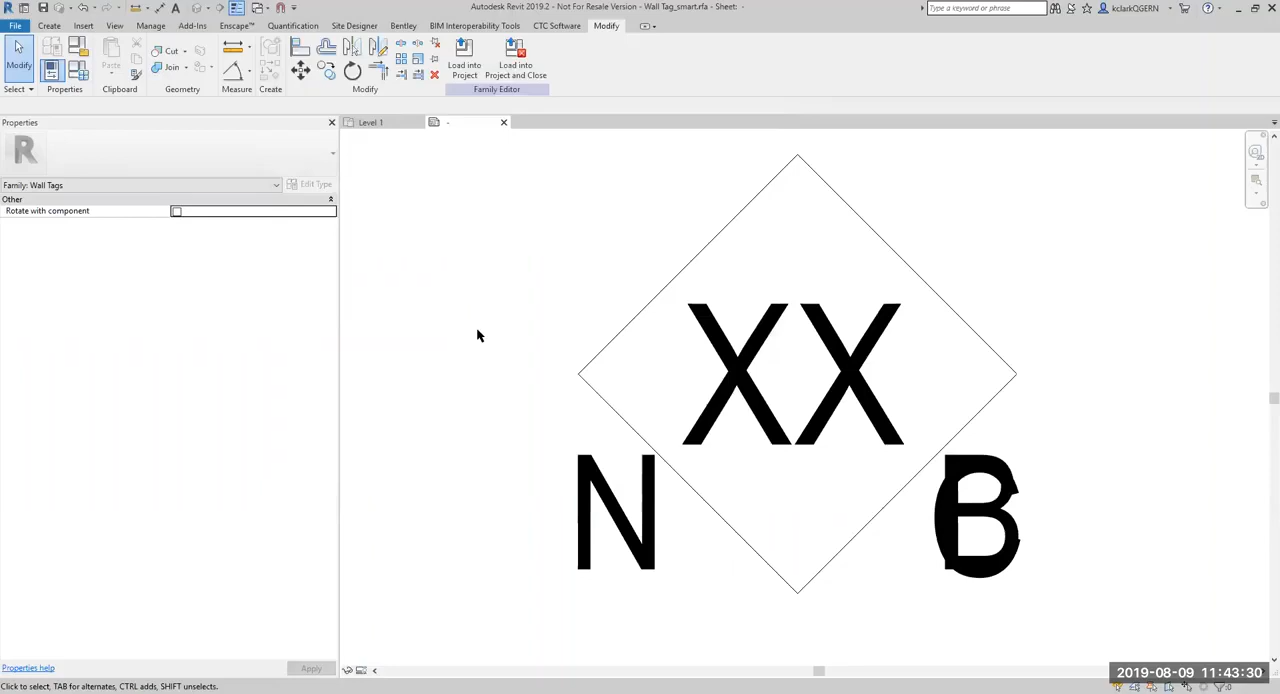 Autodesk Revit 2019.2 - Not For Resale Version - Wall Tag_smart.rfa - Sheet: -
Type a keyword or phrase
kclarkQGERN
File Create Insert View Manage Add-Ins Enscape™ Quantification Site Designer Bentley BIM Interoperability Tools CTC Software Modify
Modify
Paste
Cut
Join
Load into Project
Load into Project and Close
Select Properties Clipboard Geometry Measure Create Modify Family Editor
Properties
Level 1
-
R
Family: Wall Tags
Edit Type
Other
Rotate with component
XX
N
B
Properties help
Apply
2019-08-09 11:43:30
Click to select, TAB for alternates, CTRL adds, SHIFT unselects.
:0